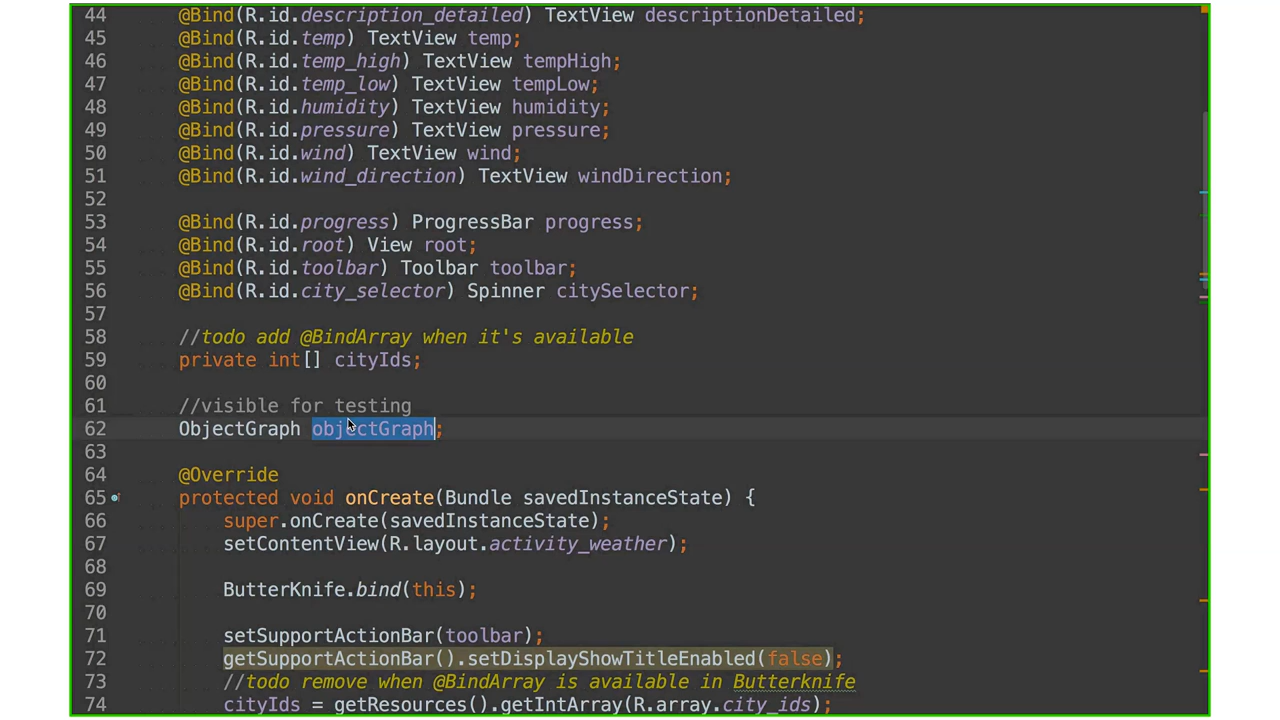 44 @Bind(R.id.description_detailed) TextView descriptionDetailed;
45 @Bind(R.id.temp) TextView temp;
46 @Bind(R.id.temp_high) TextView tempHigh;
47 @Bind(R.id.temp_low) TextView tempLow;
48 @Bind(R.id.humidity) TextView humidity;
49 @Bind(R.id.pressure) TextView pressure;
50 @Bind(R.id.wind) TextView wind;
51 @Bind(R.id.wind_direction) TextView windDirection;
52
53 @Bind(R.id.progress) ProgressBar progress;
54 @Bind(R.id.root) View root;
55 @Bind(R.id.toolbar) Toolbar toolbar;
56 @Bind(R.id.city_selector) Spinner citySelector;
57
58 //todo add @BindArray when it's available
59 private int[] cityIds;
60
61 //visible for testing
62 ObjectGraph objectGraph;
63
64 @Override
65 protected void onCreate(Bundle savedInstanceState) {
66 super.onCreate(savedInstanceState);
67 setContentView(R.layout.activity_weather);
68
69 ButterKnife.bind(this);
70
71 setSupportActionBar(toolbar);
72 getSupportActionBar().setDisplayShowTitleEnabled(false);
73 //todo remove when @BindArray is available in Butterknife
74 cityIds = getResources().getIntArray(R.array.city_ids);